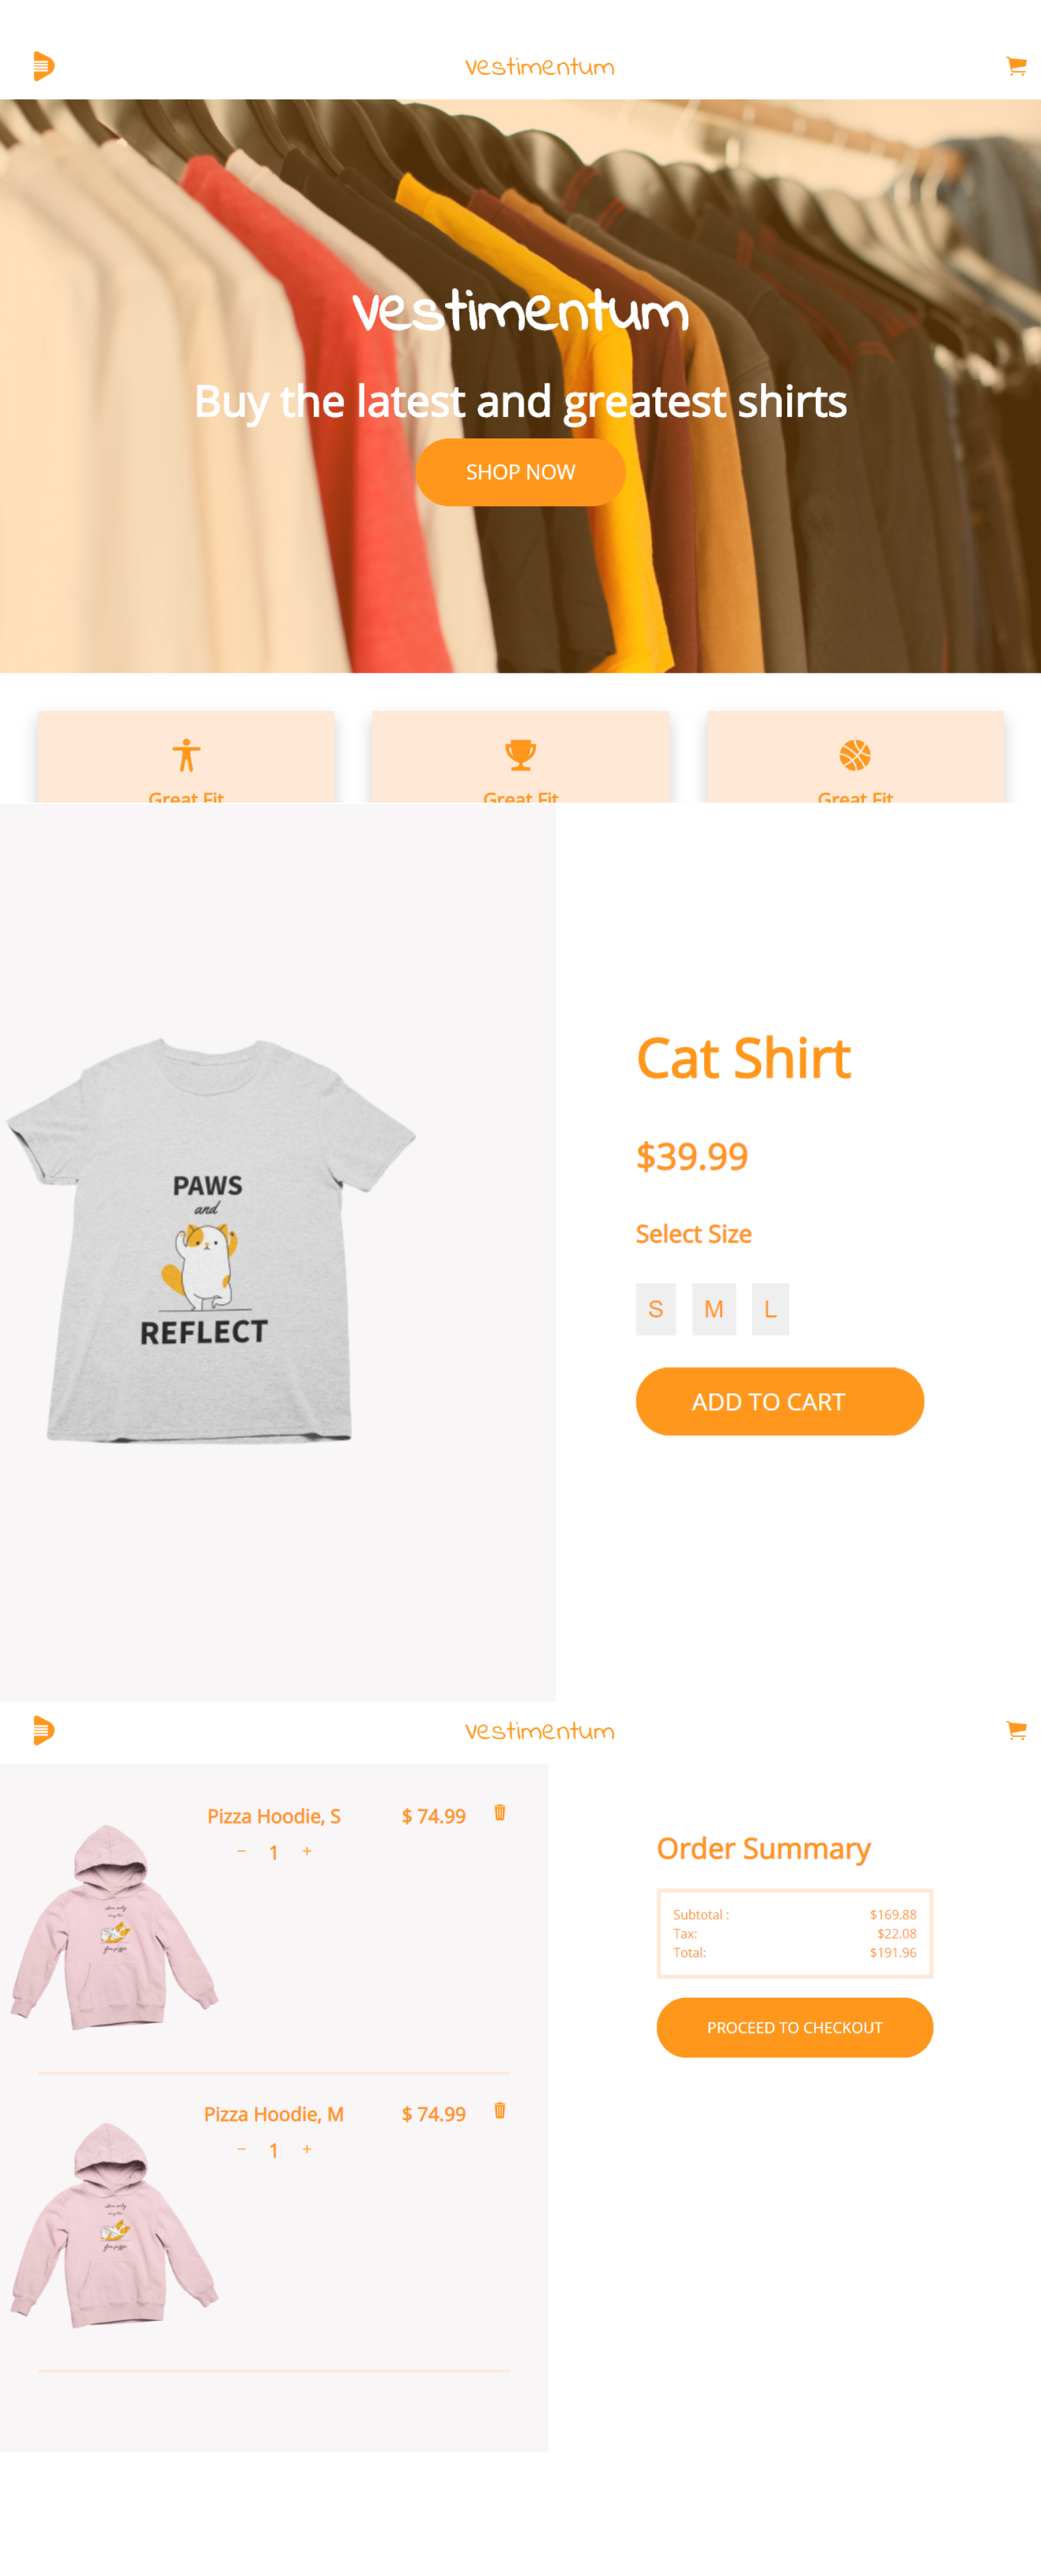 Vestimentum
Vestimentum
Buy the latest and greatest shirts
SHOP NOW
Great Fit
Great Fit
Great Fit
PAWS
and
REFLECT
Cat Shirt
$39.99
Select Size
S M L
ADD TO CART
Vestimentum
Pizza Hoodie, S $ 74.99
− 1 +
Order Summary
Subtotal : $169.88
Tax: $22.08
Total: $191.96
PROCEED TO CHECKOUT
Pizza Hoodie, M $ 74.99
− 1 +